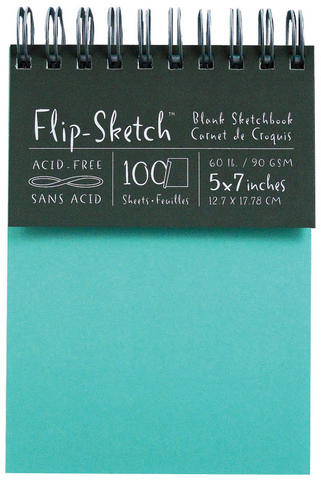 Flip-Sketch™
Blank Sketchbook
Carnet de Croquis
ACID-FREE
SANS ACID
100
Sheets • Feuilles
60 lb. / 90 GSM
5x7 inches
12.7 X 17.78 CM